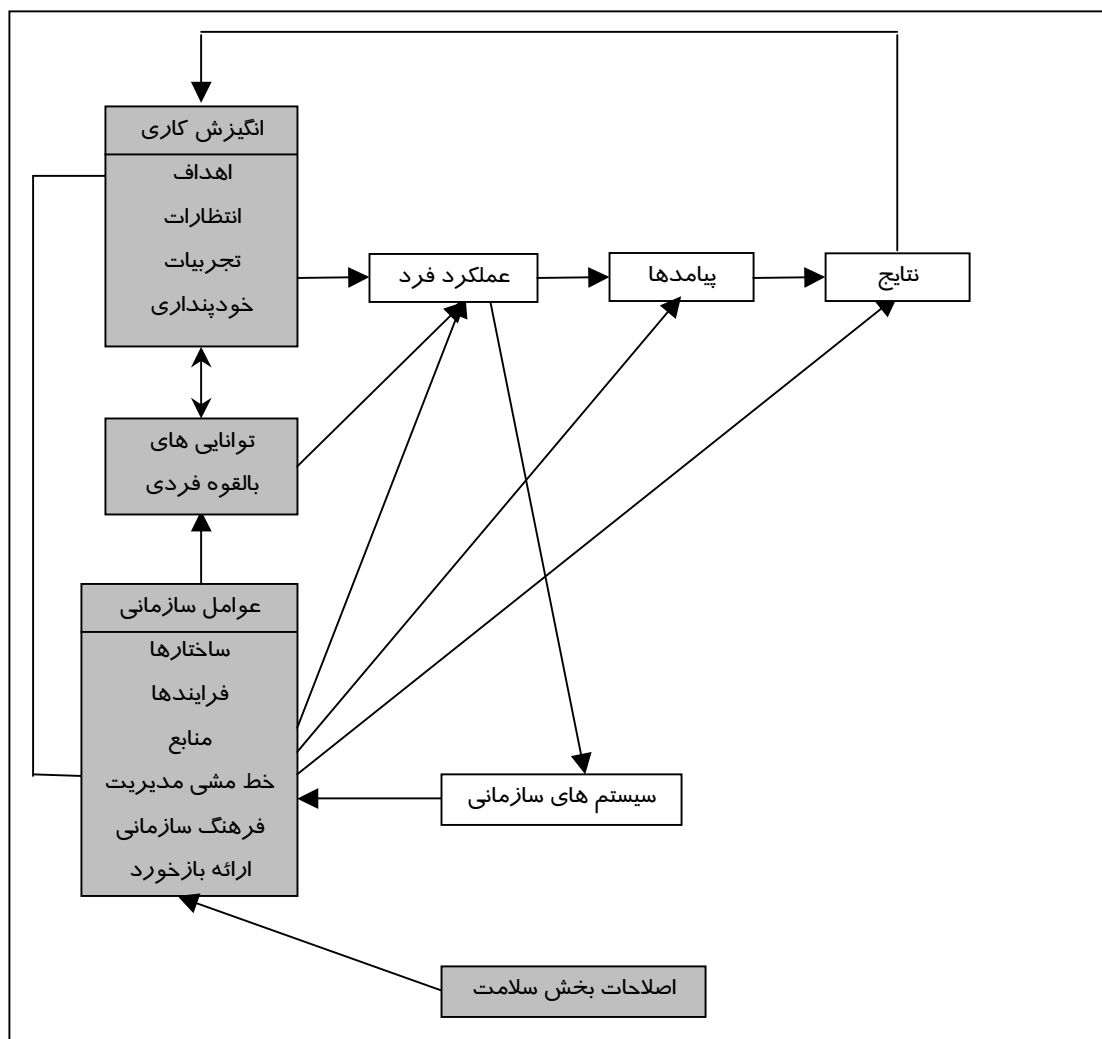 انگیزش کاری
اهداف
انتظارات
تجربیات
خودپنداری
عملکرد فرد
پیامدها
نتایج
توانایی های
بالقوه فردی
عوامل سازمانی
ساختارها
فرایندها
منابع
خط مشی مدیریت
فرهنگ سازمانی
ارائه بازخورد
سیستم های سازمانی
اصلاحات بخش سلامت